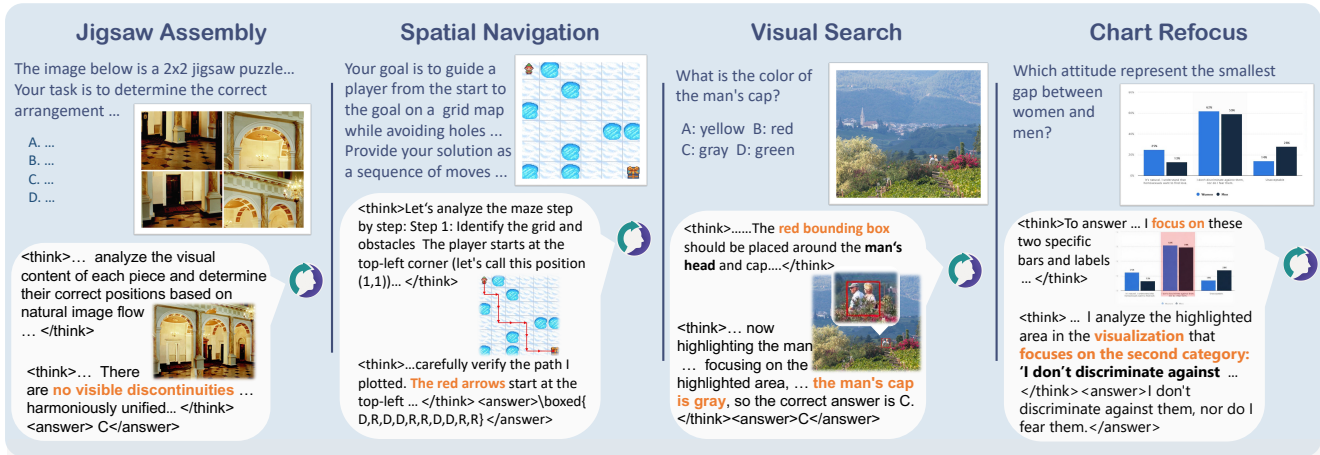 Jigsaw Assembly
The image below is a 2x2 jigsaw puzzle…
Your task is to determine the correct
arrangement …
A. …
B. …
C. …
D. …
<think>… analyze the visual
content of each piece and determine
their correct positions based on
natural image flow
… </think>
<think>… There
are no visible discontinuities …
harmoniously unified… </think>
<answer> C</answer>
Spatial Navigation
Your goal is to guide a
player from the start to
the goal on a grid map
while avoiding holes …
Provide your solution as
a sequence of moves …
<think>Let's analyze the maze step
by step: Step 1: Identify the grid and
obstacles The player starts at the
top-left corner (let's call this position
(1,1))… </think>
<think>…carefully verify the path I
plotted. The red arrows start at the
top-left … </think> <answer>\boxed{
D,R,D,D,R,R,D,D,R,R} </answer>
Visual Search
What is the color of
the man's cap?
A: yellow B: red
C: gray D: green
<think>……The red bounding box
should be placed around the man's
head and cap….</think>
<think>… now
highlighting the man
… focusing on the
highlighted area, … the man's cap
is gray, so the correct answer is C.
</think><answer>C</answer>
Chart Refocus
Which attitude represent the smallest
gap between
women and
men?
Women Men
<think>To answer … I focus on these
two specific
bars and labels
… </think>
<think> … I analyze the highlighted
area in the visualization that
focuses on the second category:
'I don't discriminate against …
</think> <answer>I don't
discriminate against them, nor do I
fear them.</answer>